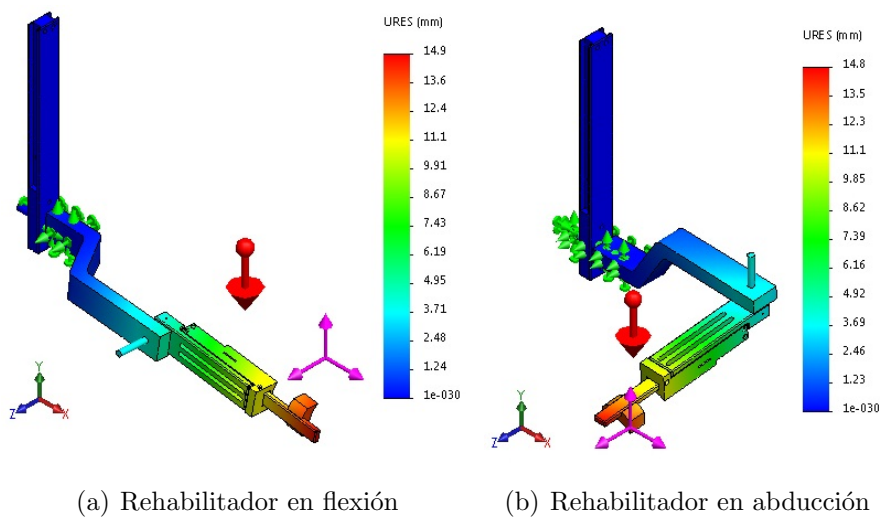 URES (mm)
14.9
13.6
12.4
11.1
9.91
8.67
7.43
6.19
4.95
3.71
2.48
1.24
1e-030
Y
Z
X
URES (mm)
14.8
13.5
12.3
11.1
9.85
8.62
7.39
6.16
4.92
3.69
2.46
1.23
1e-030
Y
Z
X
(a) Rehabilitador en flexión
(b) Rehabilitador en abducción